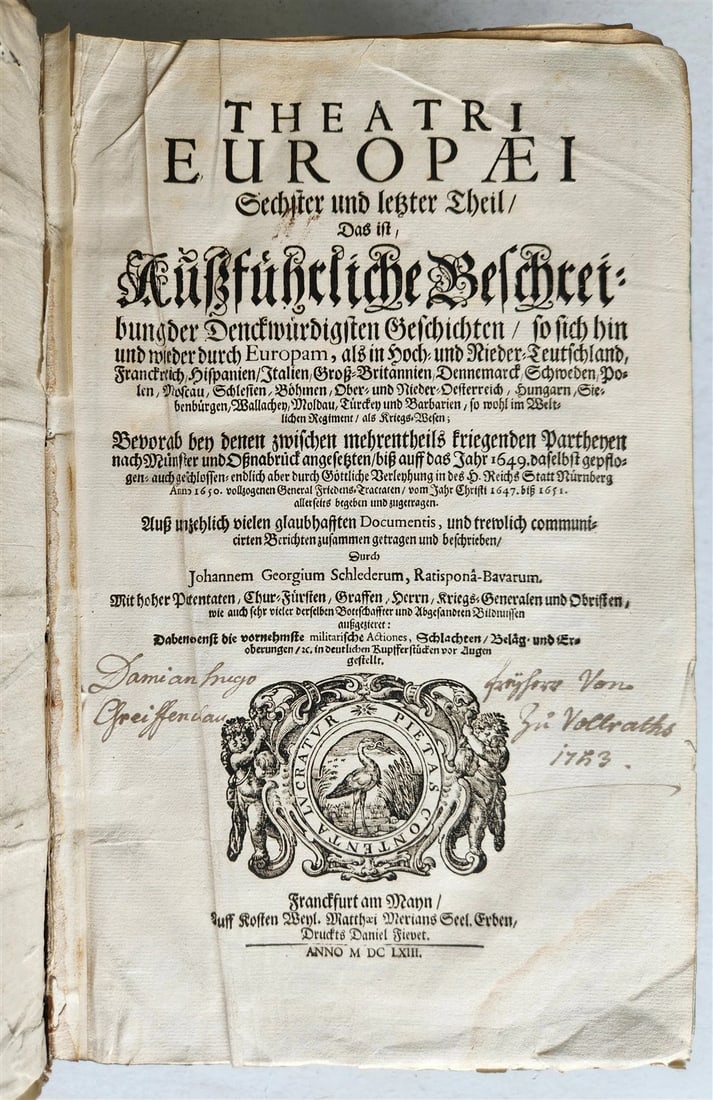 THEATRI
EUROPÆI
Sechster und letzter Theil/
Das ist,
Außführliche Beschrei-
bung der Denckwürdigsten Geschichten / so sich hin
und wieder durch Europam, als in Hoch- und Nieder-Teutschland,
Franckreich, Hispanien/ Italien, Groß-Britannien, Dennemarck, Schweden, Po-
len, Moscau, Schlesien, Böhmen, Ober- und Nieder-Oesterreich, Hungarn, Sie-
benbürgen, Wallachey, Moldau, Türckey und Barbarien, so wohl im Welt-
lichen Regiment/ als Kriegs-Wesen;
Bevorab bey denen zwischen mehrentheils kriegenden Partheyen
nach Münster und Oßnabrück angesetzten/ biß auff das Jahr 1649. daselbst gepflo-
gen- auch geschlossen- endlich aber durch Göttliche Verleyhung in des H. Reichs Statt Nürnberg
Anno 1650. vollzogenen General Friedens-Tractaten/ vom Jahr Christi 1647. biß 1651.
allerseits begeben und zugetragen.
Auß unzehlich vielen glaubhafften Documentis, und trewlich communi-
cirten Berichten zusammen getragen und beschrieben/
Durch
Johannem Georgium Schlederum, Ratisponâ-Bavarum.
Mit hoher Potentaten, Chur-Fürsten, Graffen, Herrn, Kriegs-Generalen und Obristen,
wie auch sehr vieler derselben Bottschaffter und Abgesandten Bildnussen
außgezieret:
Dabenebenst die vornehmste militarische Actiones, Schlachten/ Beläg- und Er-
oberungen/ ꝛc. in deutlichen Kupfferstücken vor Augen
gestellt.
Damian hugo
Greiffenclau
freyherr Von
Zu Vollraths
1723.
PIETAS CONTENTA LUCRATVR
Franckfurt am Mayn/
Auff Kosten Weyl. Matthæi Merians Seel. Erben,
Druckts Daniel Fievet.
ANNO M DC LXIII.